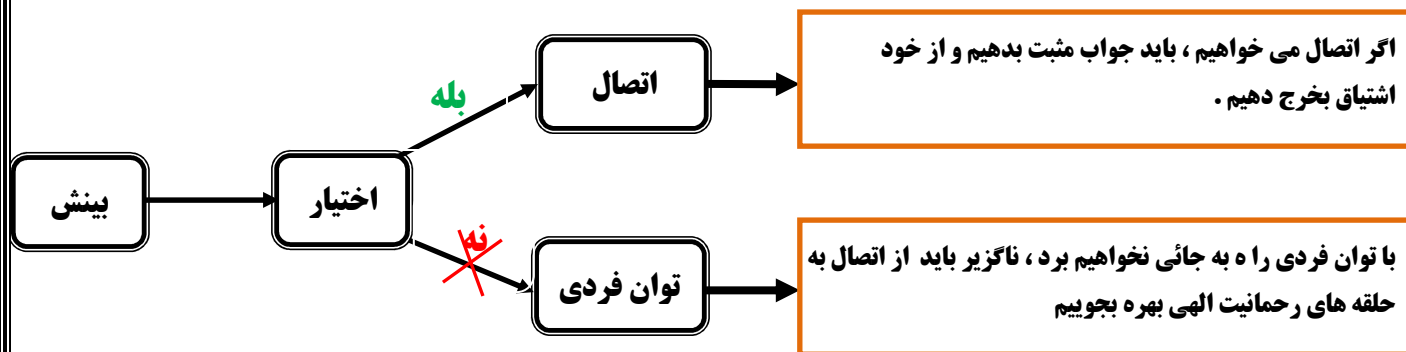 اگر اتصال می خواهیم ، باید جواب مثبت بدهیم و از خود
اشتیاق بخرج دهیم .
اتصال
بله
بینش
اختیار
نه
توان فردی
با توان فردی را ه به جائی نخواهیم برد ، ناگزیر باید از اتصال به
حلقه های رحمانیت الهی بهره بجوییم